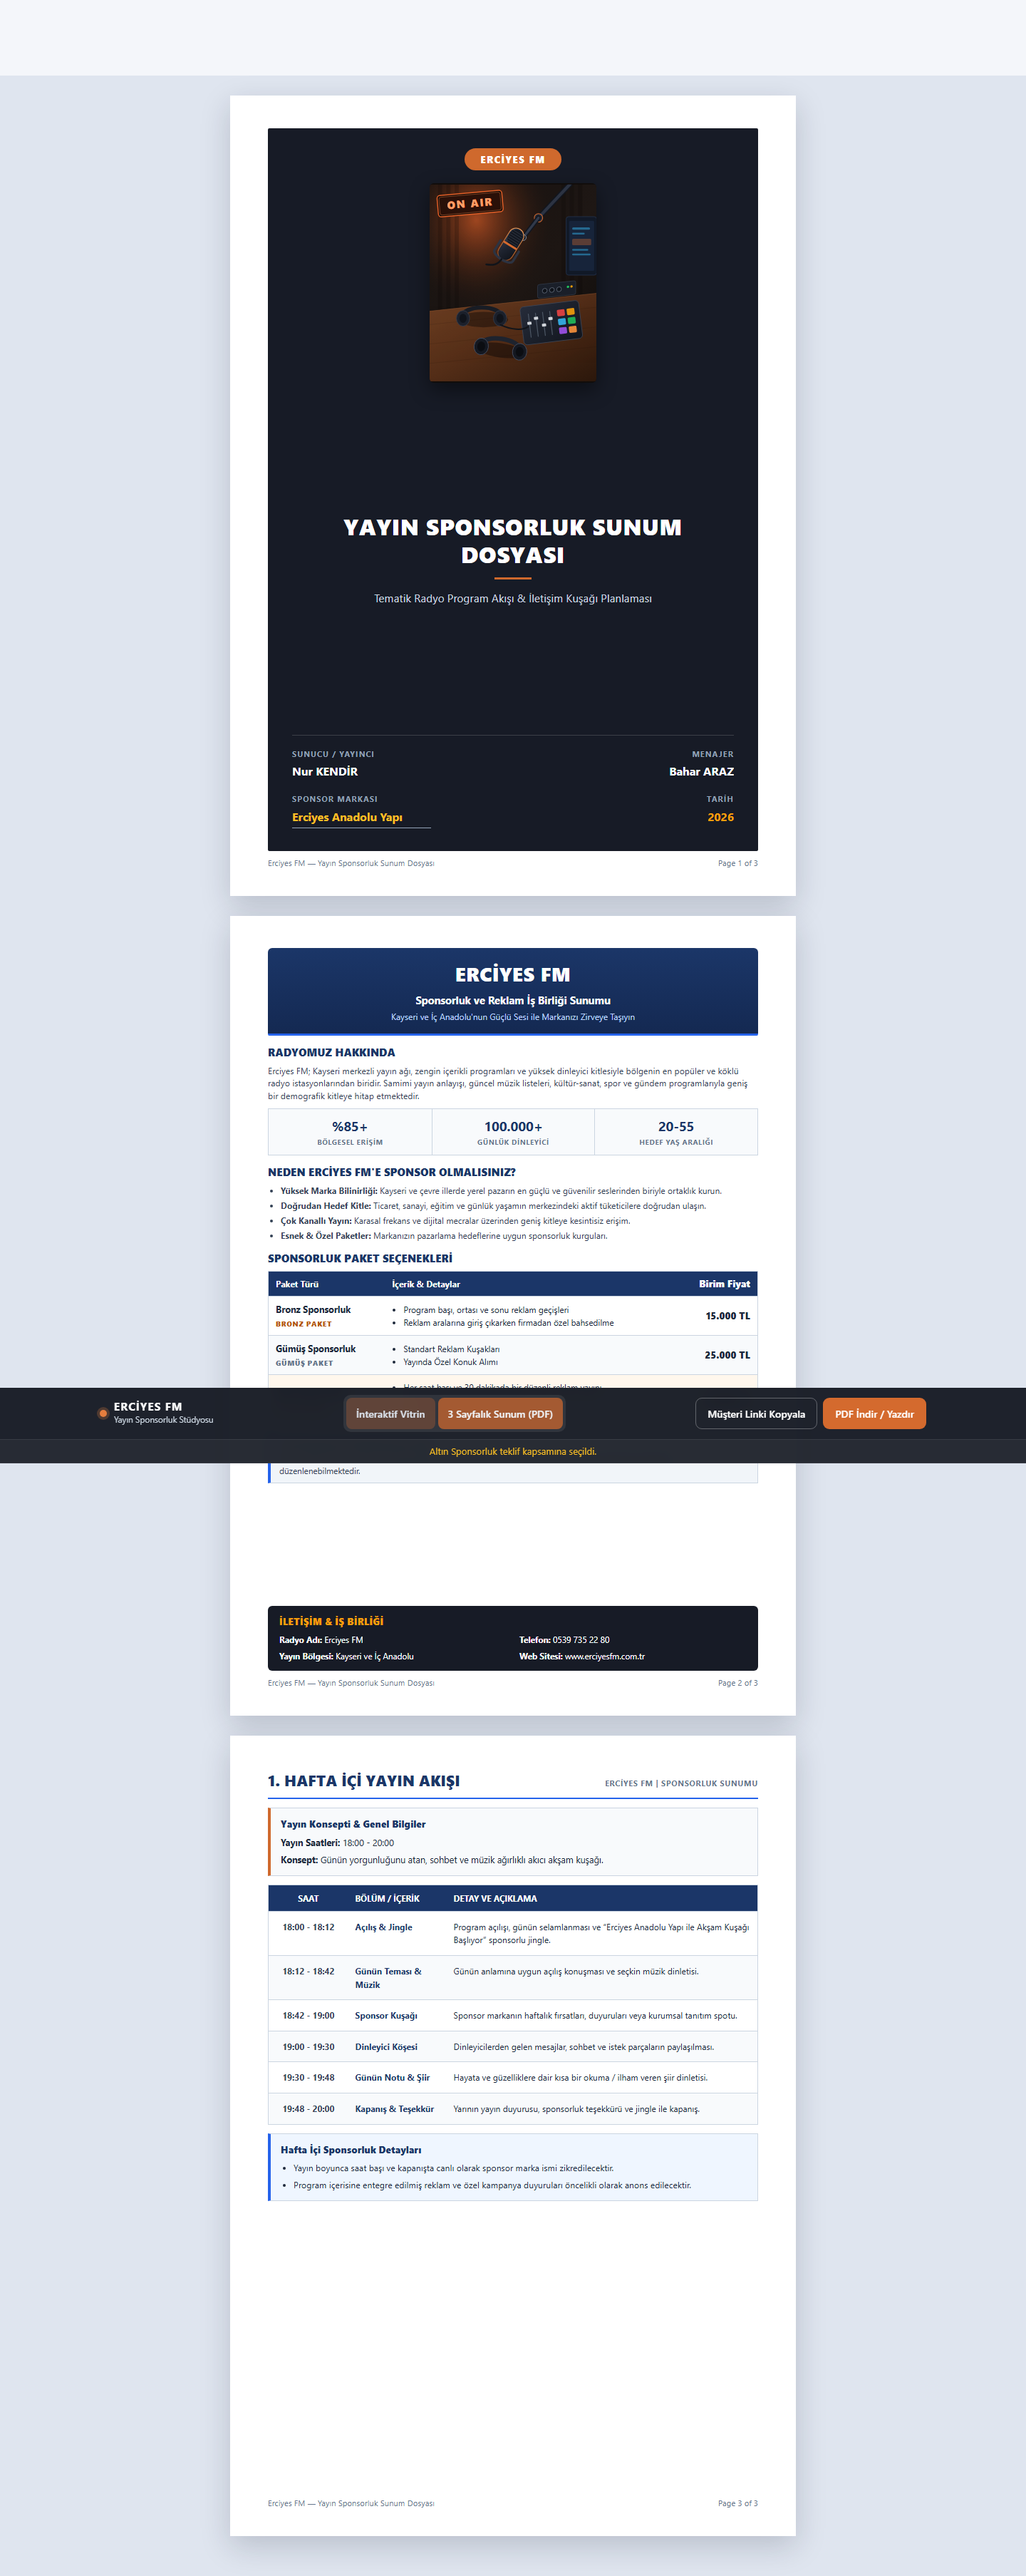 ERCİYES FM
ON AIR
YAYIN SPONSORLUK SUNUM
DOSYASI
Tematik Radyo Program Akışı & İletişim Kuşağı Planlaması
SUNUCU / YAYINCI
MENAJER
Nur KENDİR
Bahar ARAZ
SPONSOR MARKASI
TARİH
Erciyes Anadolu Yapı
2026
Erciyes FM — Yayın Sponsorluk Sunum Dosyası
Page 1 of 3
ERCİYES FM
Sponsorluk ve Reklam İş Birliği Sunumu
Kayseri ve İç Anadolu'nun Güçlü Sesi ile Markanızı Zirveye Taşıyın
RADYOMUZ HAKKINDA
Erciyes FM; Kayseri merkezli yayın ağı, zengin içerikli programları ve yüksek dinleyici kitlesiyle bölgenin en popüler ve köklü
radyo istasyonlarından biridir. Samimi yayın anlayışı, güncel müzik listeleri, kültür-sanat, spor ve gündem programlarıyla geniş
bir demografik kitleye hitap etmektedir.
%85+
100.000+
20-55
BÖLGESEL ERİŞİM
GÜNLÜK DİNLEYİCİ
HEDEF YAŞ ARALIĞI
NEDEN ERCİYES FM'E SPONSOR OLMALISINIZ?
• Yüksek Marka Bilinirliği: Kayseri ve çevre illerde yerel pazarın en güçlü ve güvenilir seslerinden biriyle ortaklık kurun.
• Doğrudan Hedef Kitle: Ticaret, sanayi, eğitim ve günlük yaşamın merkezindeki aktif tüketicilere doğrudan ulaşın.
• Çok Kanallı Yayın: Karasal frekans ve dijital mecralar üzerinden geniş kitleye kesintisiz erişim.
• Esnek & Özel Paketler: Markanızın pazarlama hedeflerine uygun sponsorluk kurguları.
SPONSORLUK PAKET SEÇENEKLERİ
Paket Türü
İçerik & Detaylar
Birim Fiyat
Bronz Sponsorluk
BRONZ PAKET
• Program başı, ortası ve sonu reklam geçişleri
• Reklam aralarına giriş çıkarken firmadan özel bahsedilme
15.000 TL
Gümüş Sponsorluk
GÜMÜŞ PAKET
• Standart Reklam Kuşakları
• Yayında Özel Konuk Alımı
25.000 TL
ERCİYES FM
Yayın Sponsorluk Stüdyosu
İnteraktif Vitrin
3 Sayfalık Sunum (PDF)
Müşteri Linki Kopyala
PDF İndir / Yazdır
Altın Sponsorluk teklif kapsamına seçildi.
düzenlenebilmektedir.
İLETİŞİM & İŞ BİRLİĞİ
Radyo Adı: Erciyes FM
Telefon: 0539 735 22 80
Yayın Bölgesi: Kayseri ve İç Anadolu
Web Sitesi: www.erciyesfm.com.tr
Erciyes FM — Yayın Sponsorluk Sunum Dosyası
Page 2 of 3
1. HAFTA İÇİ YAYIN AKIŞI
ERCİYES FM | SPONSORLUK SUNUMU
Yayın Konsepti & Genel Bilgiler
Yayın Saatleri: 18:00 - 20:00
Konsept: Günün yorgunluğunu atan, sohbet ve müzik ağırlıklı akıcı akşam kuşağı.
SAAT
BÖLÜM / İÇERİK
DETAY VE AÇIKLAMA
18:00 - 18:12
Açılış & Jingle
Program açılışı, günün selamlanması ve "Erciyes Anadolu Yapı ile Akşam Kuşağı
Başlıyor" sponsorlu jingle.
18:12 - 18:42
Günün Teması &
Müzik
Günün anlamına uygun açılış konuşması ve seçkin müzik dinletisi.
18:42 - 19:00
Sponsor Kuşağı
Sponsor markanın haftalık fırsatları, duyuruları veya kurumsal tanıtım spotu.
19:00 - 19:30
Dinleyici Köşesi
Dinleyicilerden gelen mesajlar, sohbet ve istek parçaların paylaşılması.
19:30 - 19:48
Günün Notu & Şiir
Hayata ve güzelliklere dair kısa bir okuma / ilham veren şiir dinletisi.
19:48 - 20:00
Kapanış & Teşekkür
Yarının yayın duyurusu, sponsorluk teşekkürü ve jingle ile kapanış.
Hafta İçi Sponsorluk Detayları
• Yayın boyunca saat başı ve kapanışta canlı olarak sponsor marka ismi zikredilecektir.
• Program içerisine entegre edilmiş reklam ve özel kampanya duyuruları öncelikli olarak anons edilecektir.
Erciyes FM — Yayın Sponsorluk Sunum Dosyası
Page 3 of 3